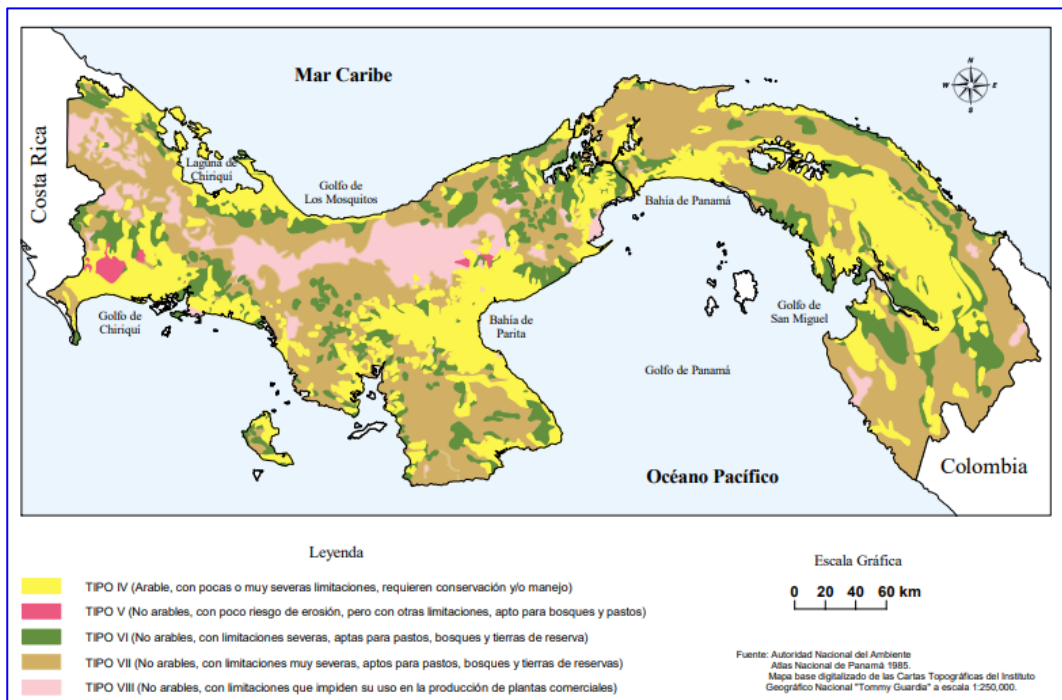 Mar Caribe
N
W E
S
Costa Rica
Laguna de
Chiriquí
Golfo de
Los Mosquitos
Bahía de Panamá
Golfo de
Chiriquí
Bahía de
Parita
Golfo de
San Miguel
Golfo de Panamá
Océano Pacífico
Colombia
Leyenda
TIPO IV (Arable, con pocas o muy severas limitaciones, requieren conservación y/o manejo)
TIPO V (No arables, con poco riesgo de erosión, pero con otras limitaciones, apto para bosques y pastos)
TIPO VI (No arables, con limitaciones severas, aptas para pastos, bosques y tierras de reserva)
TIPO VII (No arables, con limitaciones muy severas, aptos para pastos, bosques y tierras de reservas)
TIPO VIII (No arables, con limitaciones que impiden su uso en la producción de plantas comerciales)
Escala Gráfica
0 20 40 60 km
Fuente: Autoridad Nacional del Ambiente
Atlas Nacional de Panamá 1985.
Mapa base digitalizado de las Cartas Topográficas del Instituto
Geográfico Nacional "Tommy Guardia" a escala 1:250,000.